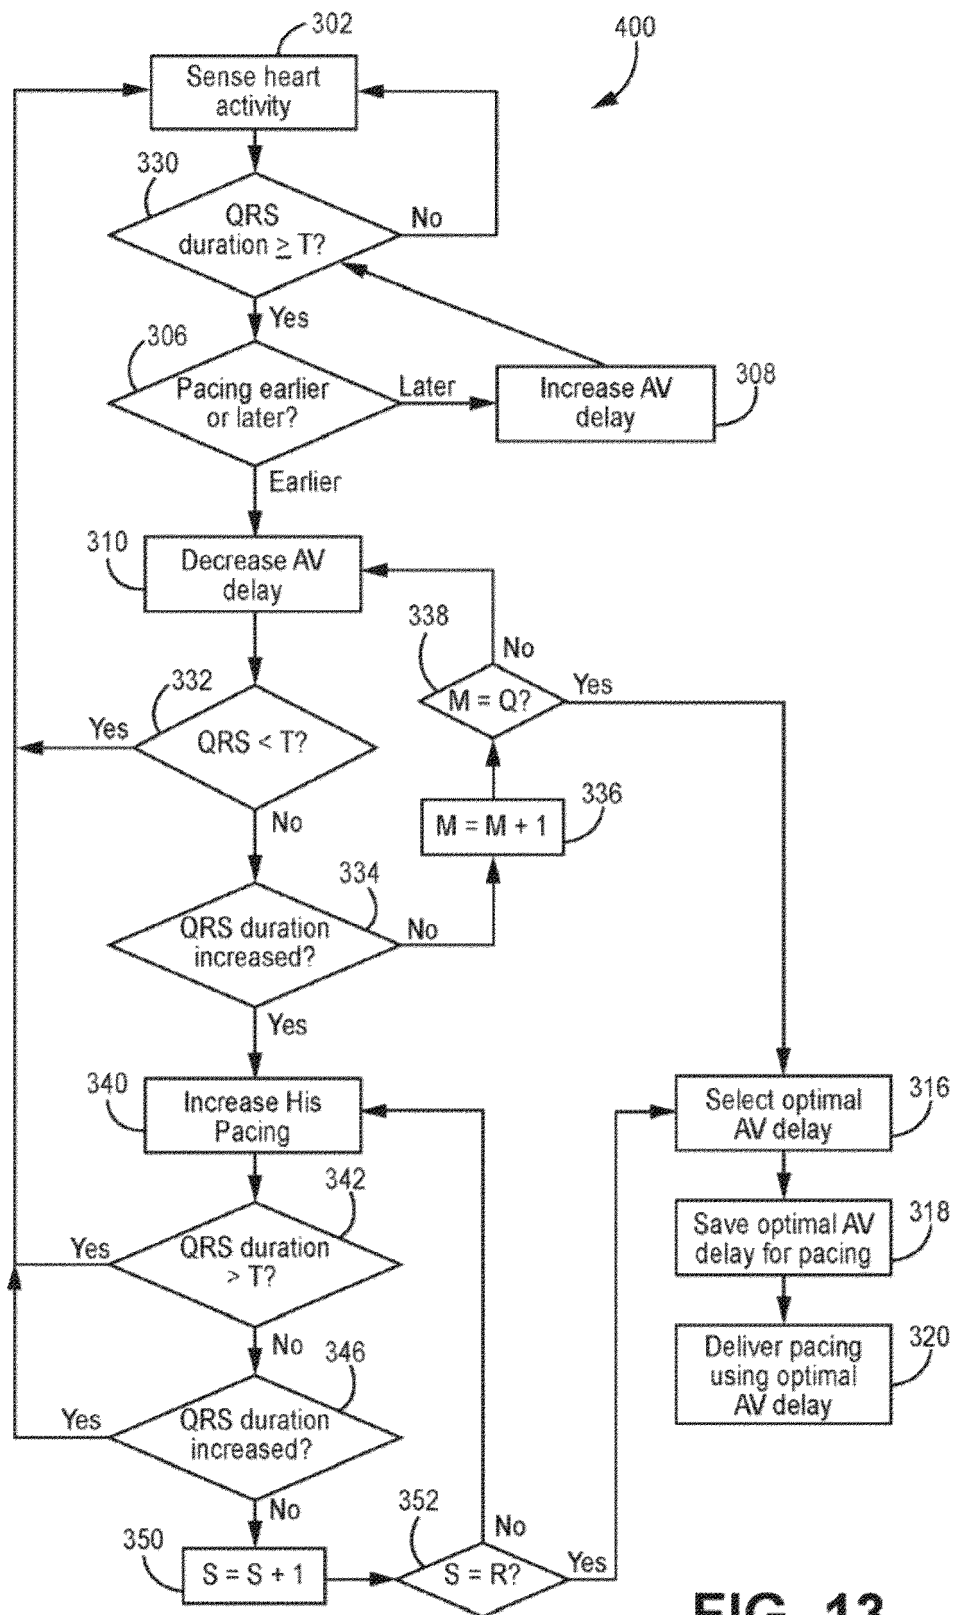 302
400
Sense heart
activity
330
QRS
duration ≥ T?
No
Yes
306
Pacing earlier
or later?
Later
Increase AV
delay
308
Earlier
310
Decrease AV
delay
338
No
M = Q?
Yes
332
Yes
QRS < T?
No
M = M + 1
336
334
QRS duration
increased?
No
Yes
340
Increase His
Pacing
Select optimal
AV delay
316
342
Yes
QRS duration
> T?
No
Save optimal AV
delay for pacing
318
346
Yes
QRS duration
increased?
No
Deliver pacing
using optimal
AV delay
320
350
S = S + 1
352
No
S = R?
Yes
FIG. 13